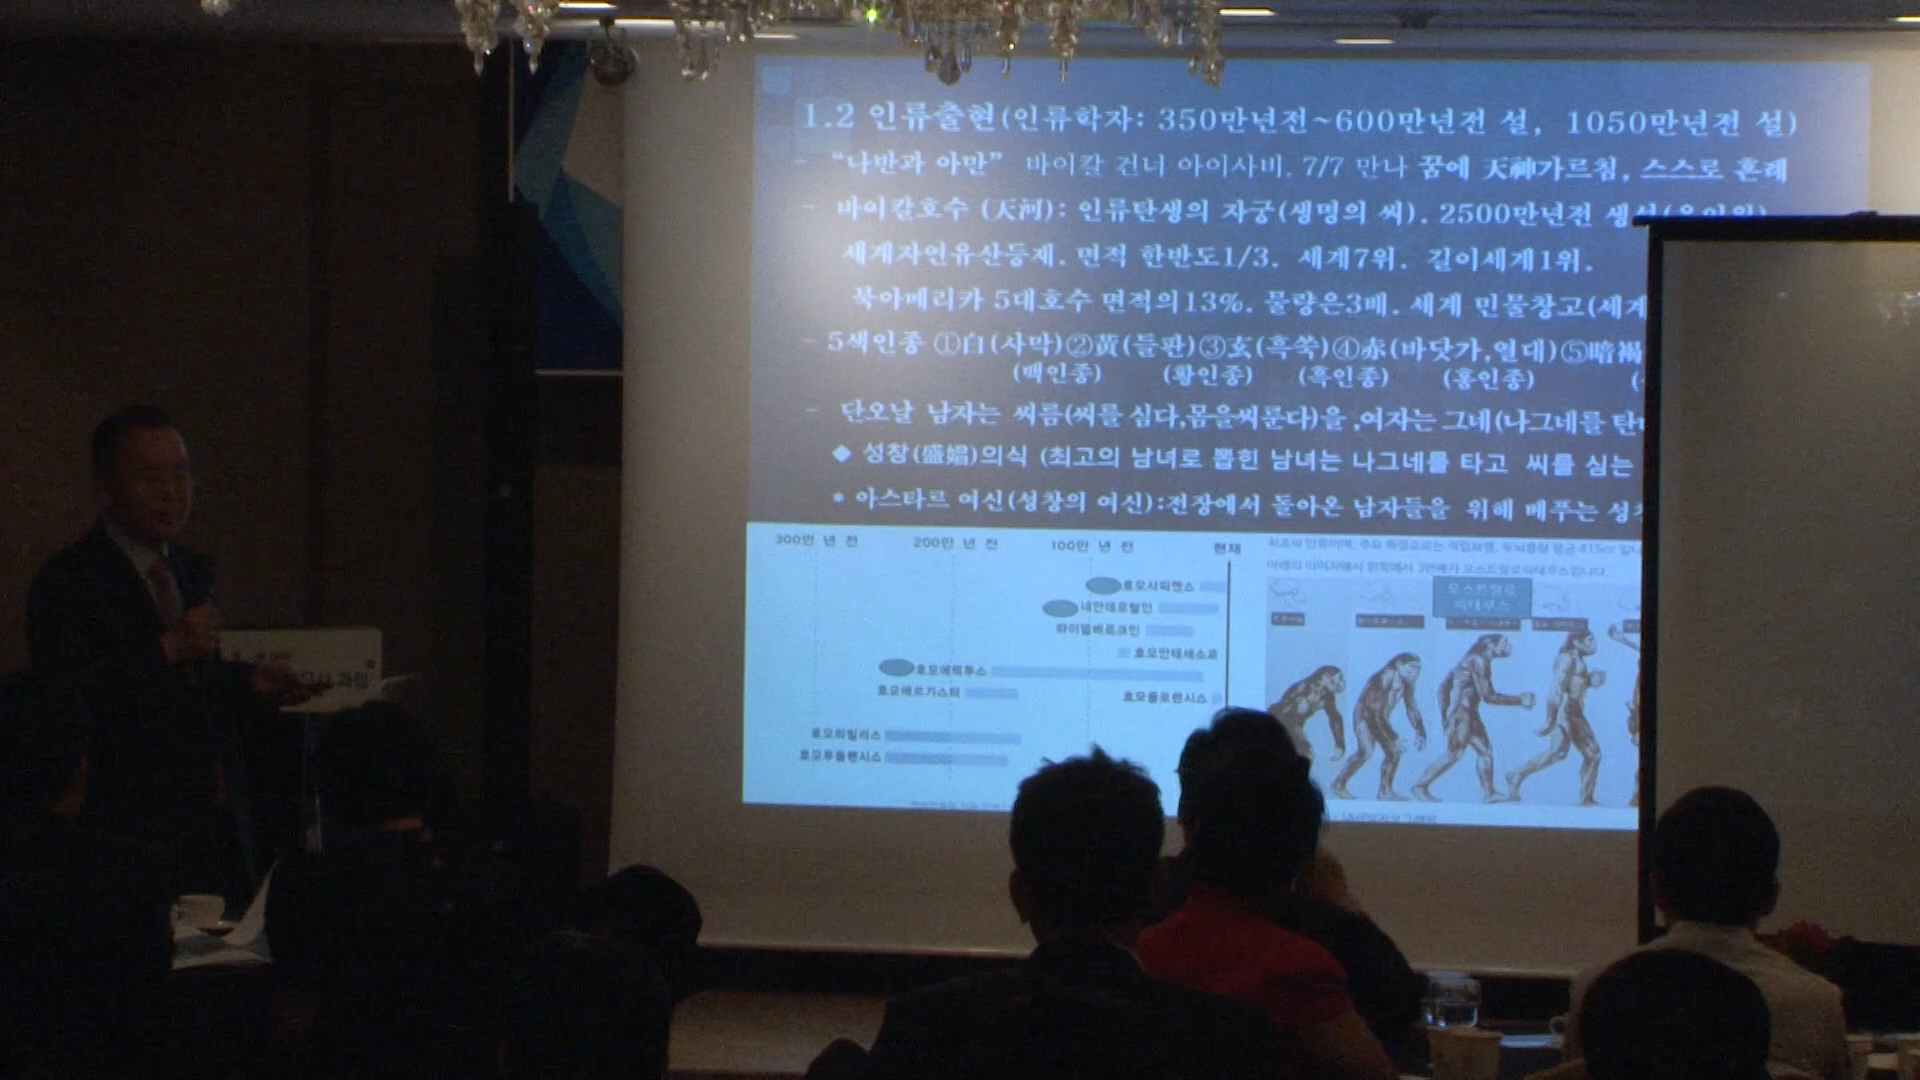 1.2 인류출현(인류학자: 350만년전~600만년전 설, 1050만년전 설)
- “나반과 아만” 바이칼 건너 아이사비, 7/7 만나 꿈에 天神가르침, 스스로 혼례
- 바이칼호수 (天河): 인류탄생의 자궁(생명의 씨). 2500만년전
세계자연유산등재. 면적 한반도1/3. 세계7위. 길이세계1위.
북아메리카 5대호수 면적의13%. 물량은3배. 세계 민물창고(세계
- 5색인종 ①白(사막)②黃(들판)③玄(흑쑥)④赤(바닷가,열대)⑤暗褐
(백인종) (황인종) (흑인종) (홍인종)
- 단오날 남자는 씨름(씨를 심다,몸을씨룬다)을 ,여자는 그네(나그네를
◆ 성창(盛娼)의식 (최고의 남녀로 뽑힌 남녀는 나그네를 타고 씨를 심는
* 아스타르 여신(성창의 여신):전장에서 돌아온 남자들을 위해 베푸는
300만 년 전 200만 년 전 100만 년 전 현재
호모사피엔스
네안데르탈인
하이델베르크인
호모안테세소르
호모에렉투스
호모에르가스터
호모플로렌시스
호모하빌리스
호모루돌펜시스
오스트랄로
피테쿠스